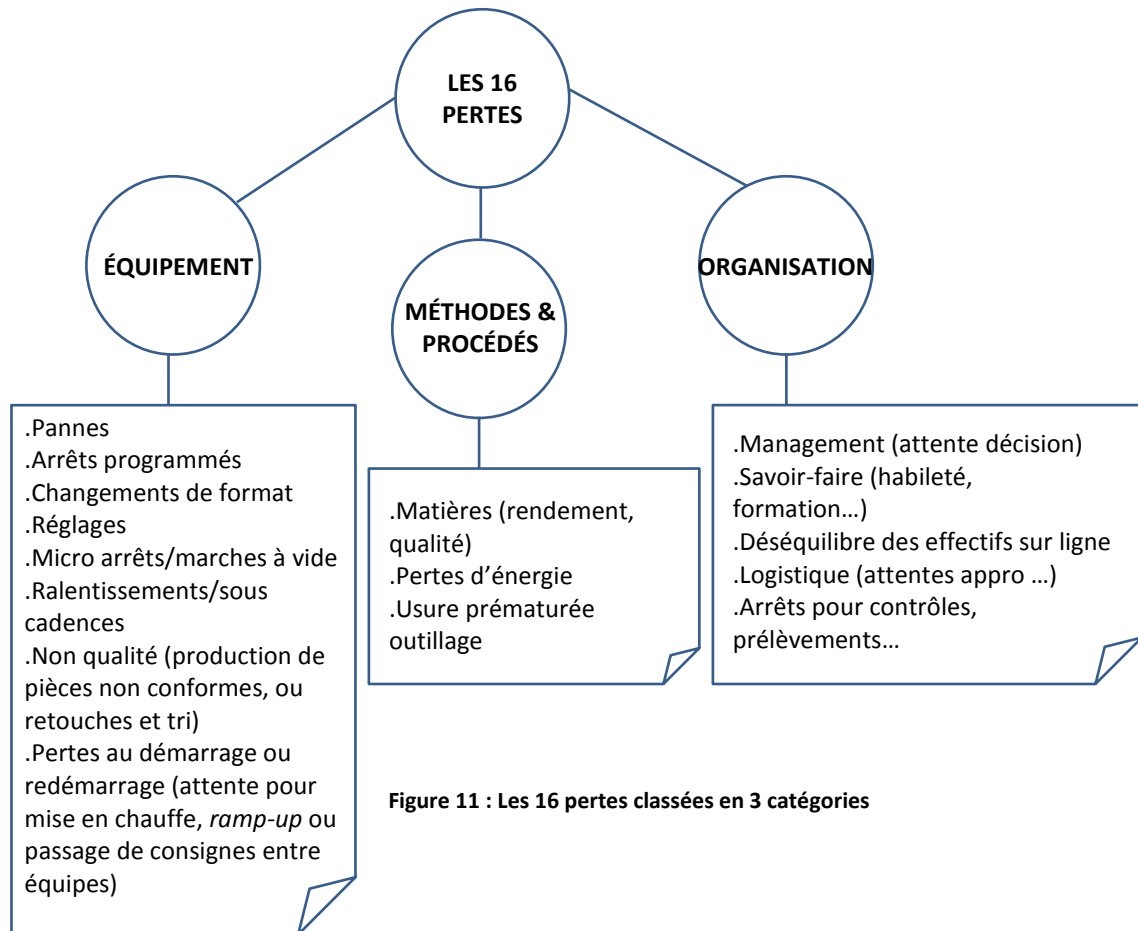 LES 16
PERTES
ÉQUIPEMENT
MÉTHODES &
PROCÉDÉS
ORGANISATION
.Pannes
.Arrêts programmés
.Changements de format
.Réglages
.Micro arrêts/marches à vide
.Ralentissements/sous
cadences
.Non qualité (production de
pièces non conformes, ou
retouches et tri)
.Pertes au démarrage ou
redémarrage (attente pour
mise en chauffe, ramp-up ou
passage de consignes entre
équipes)
.Matières (rendement,
qualité)
.Pertes d’énergie
.Usure prématurée
outillage
.Management (attente décision)
.Savoir-faire (habileté,
formation…)
.Déséquilibre des effectifs sur ligne
.Logistique (attentes appro …)
.Arrêts pour contrôles,
prélèvements…
Figure 11 : Les 16 pertes classées en 3 catégories